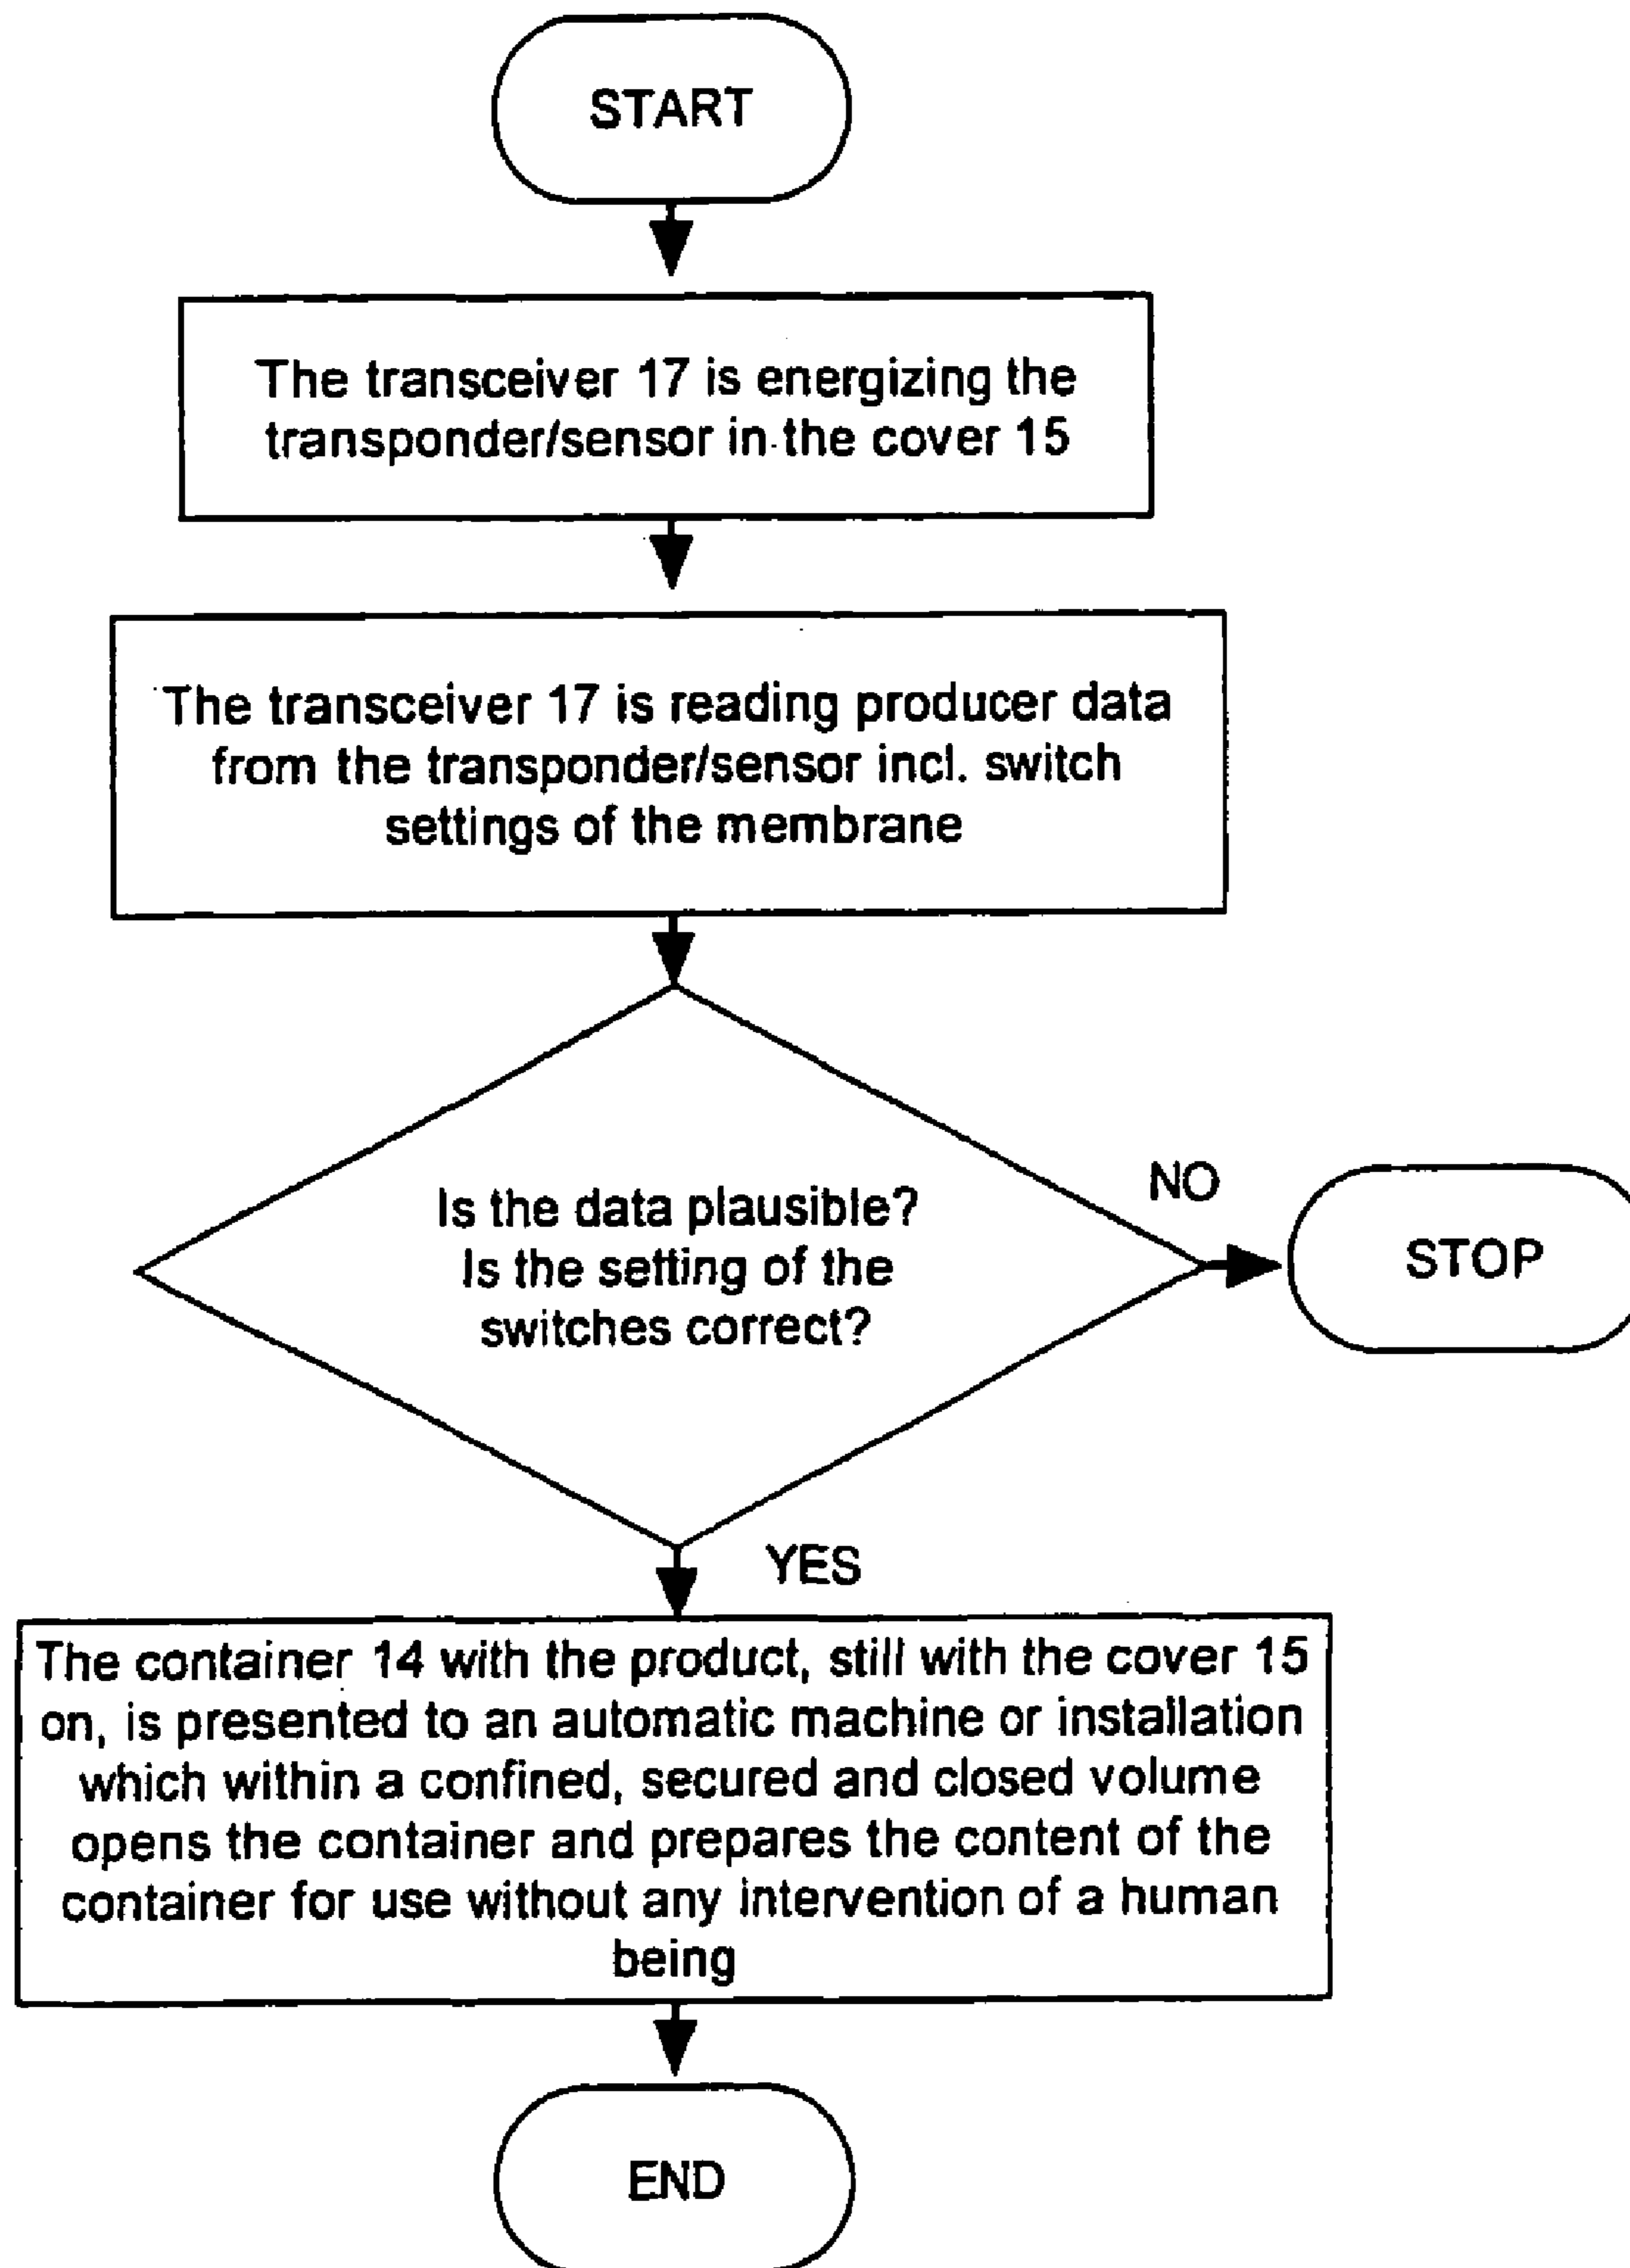 START
The transceiver 17 is energizing the
transponder/sensor in the cover 15
The transceiver 17 is reading producer data
from the transponder/sensor incl. switch
settings of the membrane
Is the data plausible?
Is the setting of the
switches correct?
NO
STOP
YES
The container 14 with the product, still with the cover 15
on, is presented to an automatic machine or installation
which within a confined, secured and closed volume
opens the container and prepares the content of the
container for use without any intervention of a human
being
END